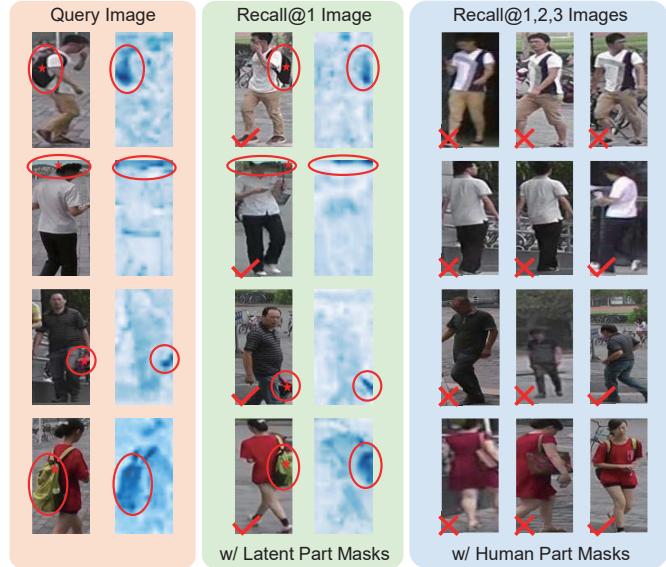 Query Image
Recall@1 Image
Recall@1,2,3 Images
w/ Latent Part Masks
w/ Human Part Masks